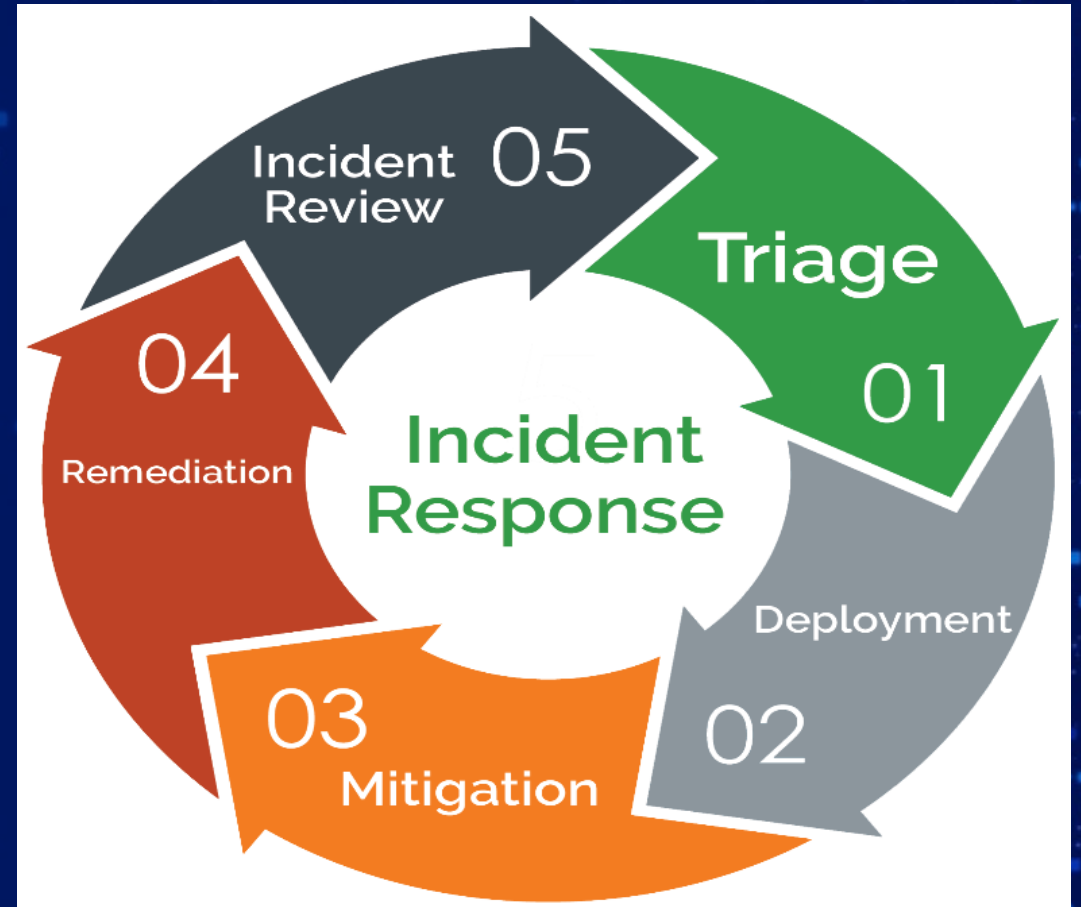 Incident
Response
Triage
01
Deployment
02
03
Mitigation
04
Remediation
Incident
Review
05